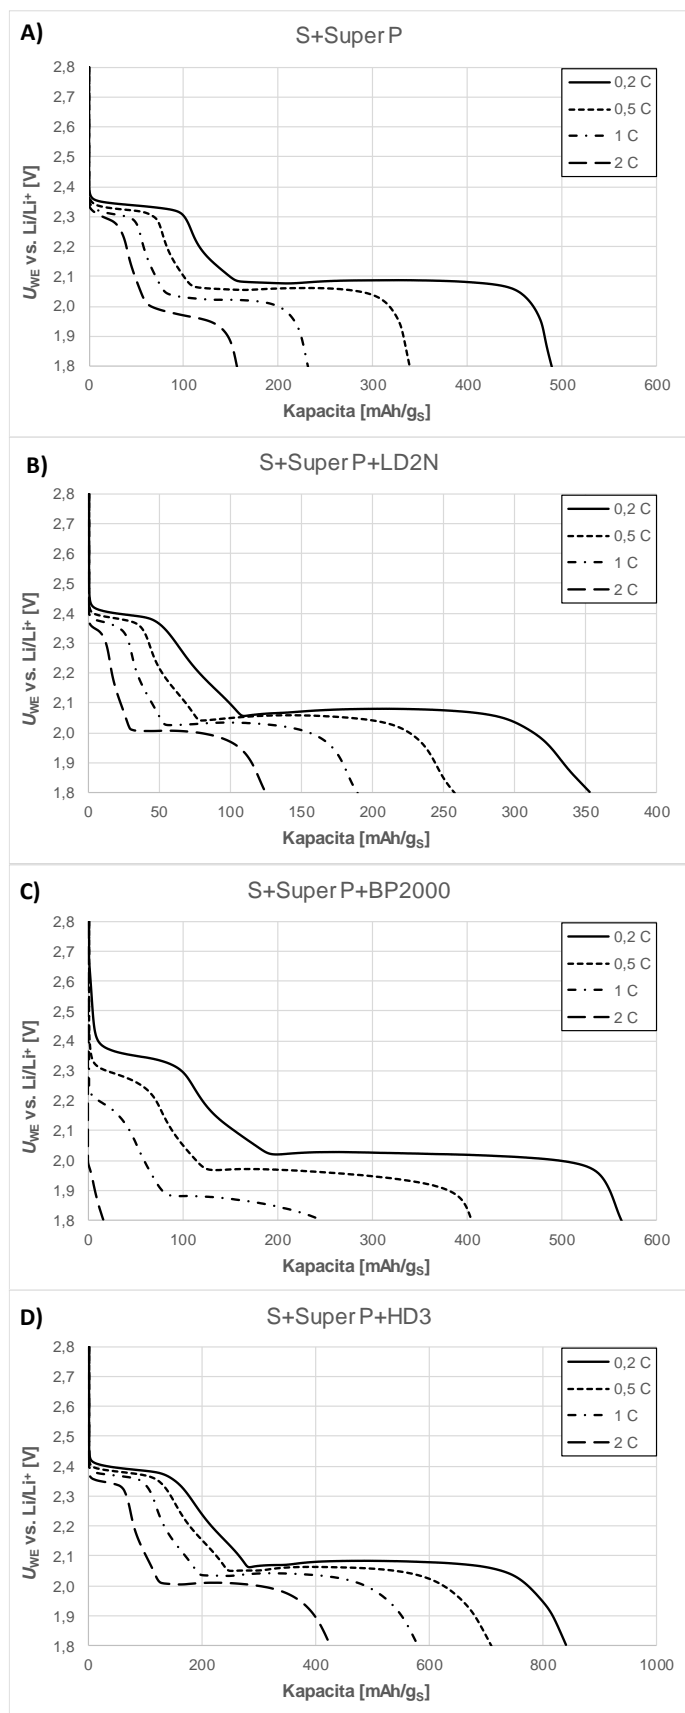 A)
S+Super P
2,8
2,7
2,6
2,5
2,4
2,3
2,2
2,1
2,0
1,9
1,8
U_WE vs. Li/Li⁺ [V]
0,2 C
0,5 C
1 C
2 C
0 100 200 300 400 500 600
Kapacita [mAh/g_S]
B)
S+Super P+LD2N
2,8
2,7
2,6
2,5
2,4
2,3
2,2
2,1
2,0
1,9
1,8
U_WE vs. Li/Li⁺ [V]
0,2 C
0,5 C
1 C
2 C
0 50 100 150 200 250 300 350 400
Kapacita [mAh/g_S]
C)
S+Super P+BP2000
2,8
2,7
2,6
2,5
2,4
2,3
2,2
2,1
2,0
1,9
1,8
U_WE vs. Li/Li⁺ [V]
0,2 C
0,5 C
1 C
2 C
0 100 200 300 400 500 600
Kapacita [mAh/g_S]
D)
S+Super P+HD3
2,8
2,7
2,6
2,5
2,4
2,3
2,2
2,1
2,0
1,9
1,8
U_WE vs. Li/Li⁺ [V]
0,2 C
0,5 C
1 C
2 C
0 200 400 600 800 1000
Kapacita [mAh/g_S]